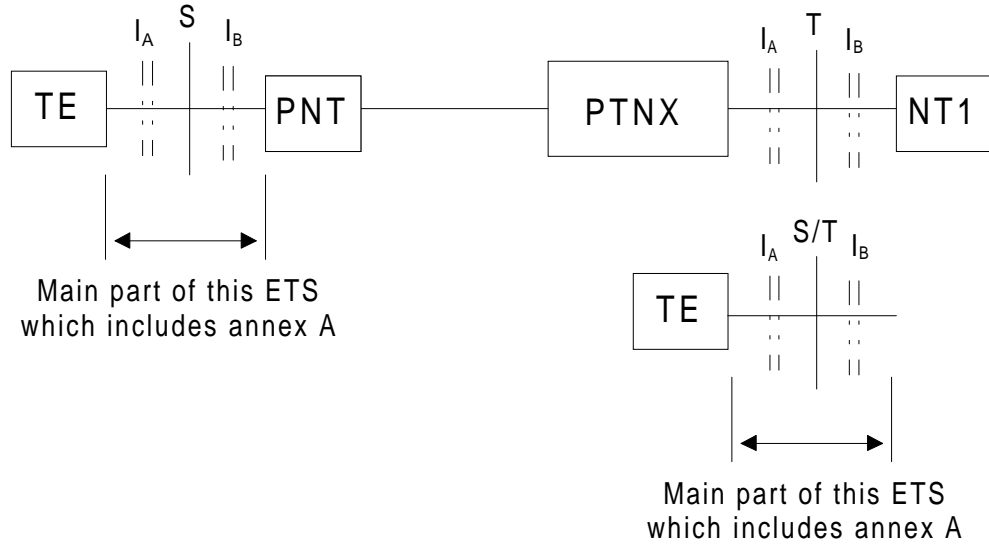 S
I_A I_B
T
I_A I_B
TE PNT PTNX NT1
S/T
I_A I_B
Main part of this ETS
which includes annex A
TE
Main part of this ETS
which includes annex A